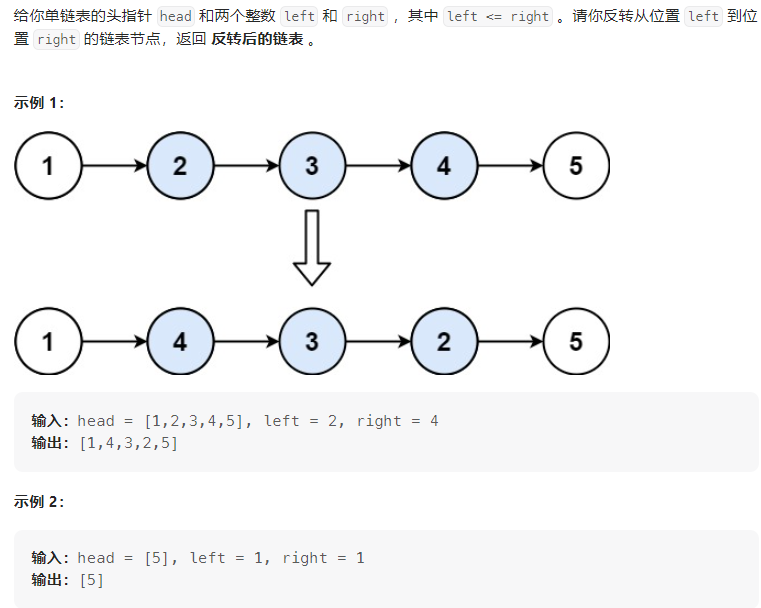 给你单链表的头指针 head 和两个整数 left 和 right ，其中 left <= right 。请你反转从位置 left 到位
置 right 的链表节点，返回 反转后的链表 。
示例 1：
1 2 3 4 5
1 4 3 2 5
输入：head = [1,2,3,4,5], left = 2, right = 4
输出：[1,4,3,2,5]
示例 2：
输入：head = [5], left = 1, right = 1
输出：[5]